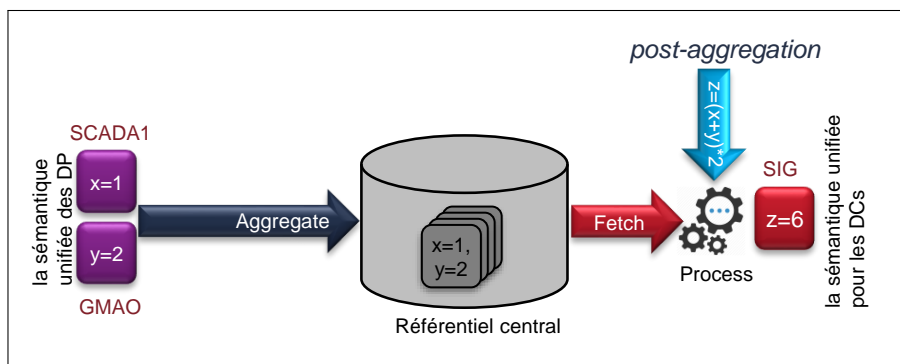 post-aggregation
z=(x+y)*2
SCADA1
la sémantique
unifiée des DP
x=1
y=2
GMAO
Aggregate
x=1,
y=2
Référentiel central
Fetch
Process
SIG
z=6
la sémantique unifiée
pour les DCs